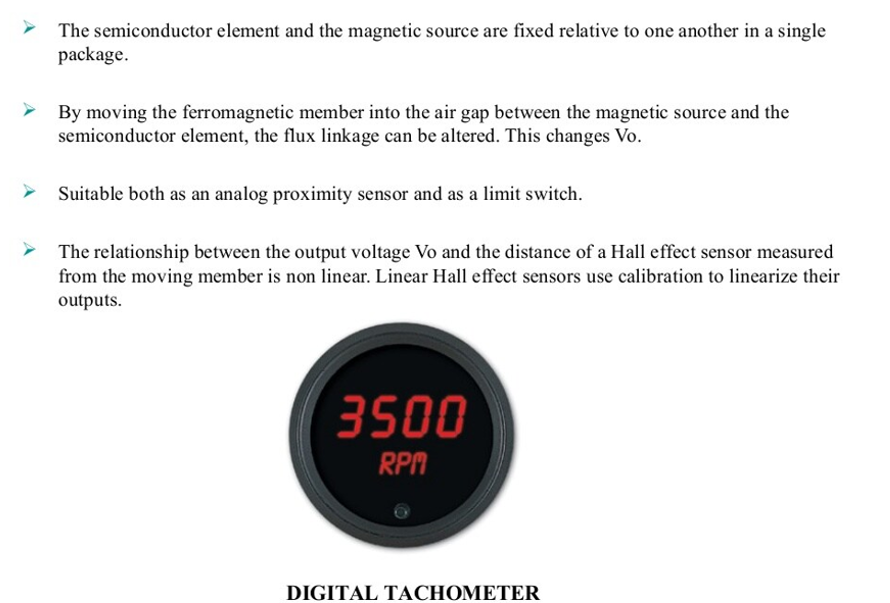 The semiconductor element and the magnetic source are fixed relative to one another in a single
package.
By moving the ferromagnetic member into the air gap between the magnetic source and the
semiconductor element, the flux linkage can be altered. This changes Vo.
Suitable both as an analog proximity sensor and as a limit switch.
The relationship between the output voltage Vo and the distance of a Hall effect sensor measured
from the moving member is non linear. Linear Hall effect sensors use calibration to linearize their
outputs.
3500
RPM
DIGITAL TACHOMETER